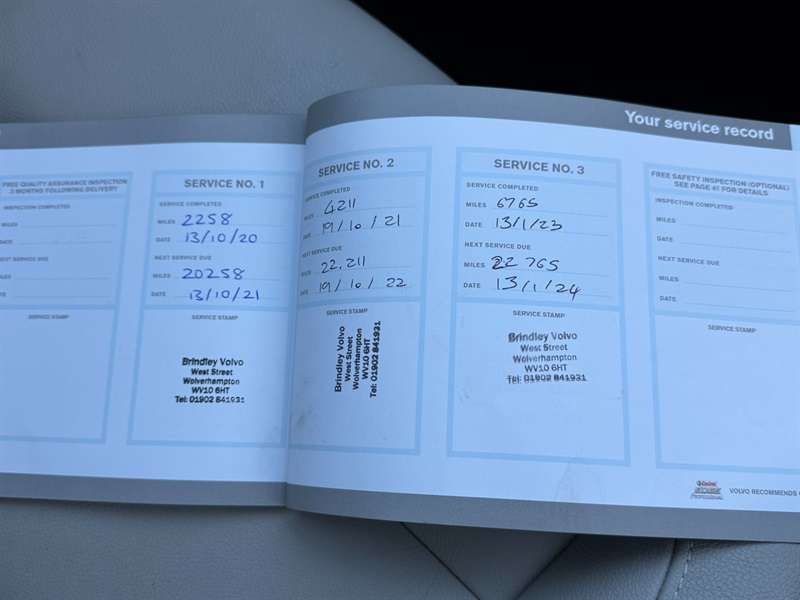 Your service record
FREE QUALITY ASSURANCE INSPECTION
3 MONTHS FOLLOWING DELIVERY
INSPECTION COMPLETED
MILES
DATE
NEXT SERVICE DUE
MILES
DATE
SERVICE STAMP
SERVICE NO. 1
SERVICE COMPLETED
MILES 2258
DATE 13/10/20
NEXT SERVICE DUE
MILES 20258
DATE 13/10/21
SERVICE STAMP
Brindley Volvo
West Street
Wolverhampton
WV10 6HT
Tel: 01902 841931
SERVICE NO. 2
SERVICE COMPLETED
MILES 4211
DATE 19/10/21
NEXT SERVICE DUE
MILES 22,211
DATE 19/10/22
SERVICE STAMP
Brindley Volvo
West Street
Wolverhampton
WV10 6HT
Tel: 01902 841931
SERVICE NO. 3
SERVICE COMPLETED
MILES 6765
DATE 13/1/23
NEXT SERVICE DUE
MILES 22765
DATE 13/1/24
SERVICE STAMP
Brindley Volvo
West Street
Wolverhampton
WV10 6HT
Tel: 01902 841931
FREE SAFETY INSPECTION (OPTIONAL)
SEE PAGE 41 FOR DETAILS
INSPECTION COMPLETED
MILES
DATE
NEXT SERVICE DUE
MILES
DATE
SERVICE STAMP
Castrol
EDGE
PROFESSIONAL
VOLVO RECOMMENDS